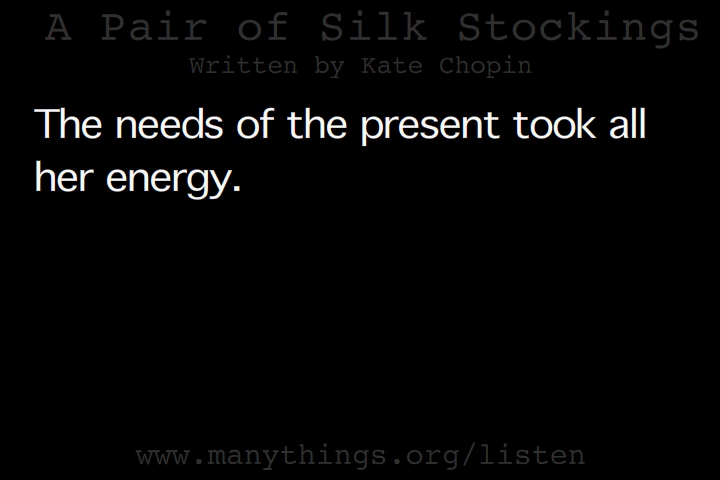 A Pair of Silk Stockings
Written by Kate Chopin
The needs of the present took all
her energy.
www.manythings.org/listen